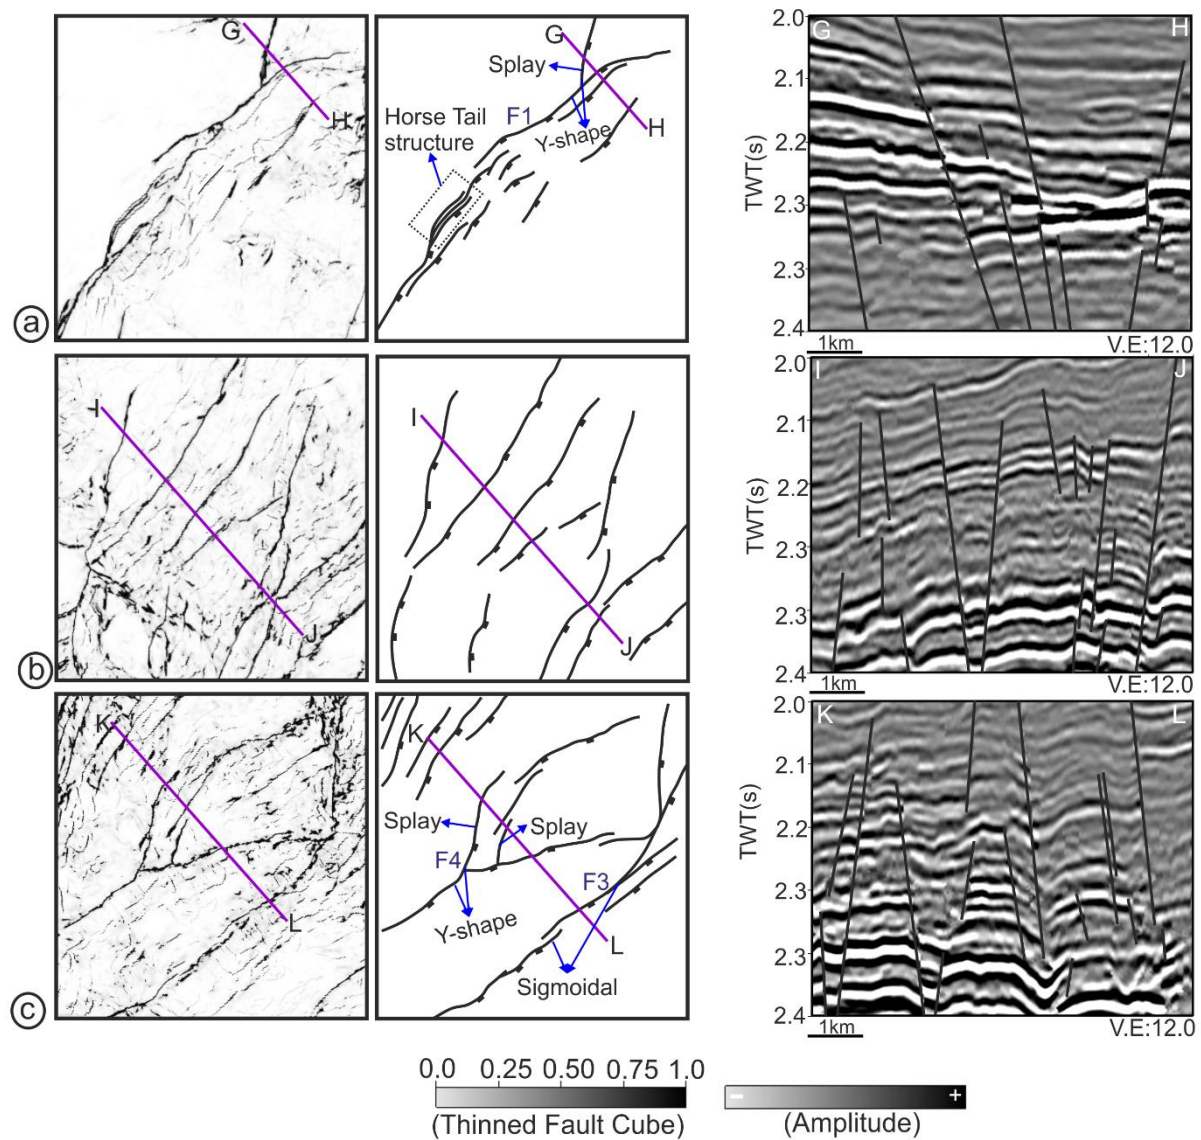 G
H
a
G
Splay
F1
Horse Tail
structure
Y-shape
H
G
H
2.0
2.1
2.2
2.3
2.3
2.4
TWT(s)
1km
V.E:12.0
I
J
b
I
J
I
J
2.0
2.1
2.2
2.3
2.3
2.4
TWT(s)
1km
V.E:12.0
K
L
c
K
Splay
Splay
F4
F3
Y-shape
L
Sigmoidal
K
L
2.0
2.1
2.2
2.3
2.3
2.4
TWT(s)
1km
V.E:12.0
0.0 0.25 0.50 0.75 1.0
(Thinned Fault Cube)
− +
(Amplitude)